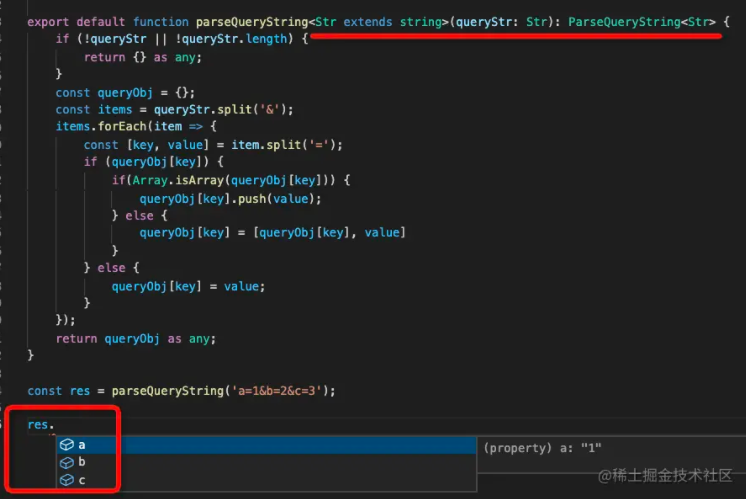 export default function parseQueryString<Str extends string>(queryStr: Str): ParseQueryString<Str> {
if (!queryStr || !queryStr.length) {
return {} as any;
}
const queryObj = {};
const items = queryStr.split('&');
items.forEach(item => {
const [key, value] = item.split('=');
if (queryObj[key]) {
if(Array.isArray(queryObj[key])) {
queryObj[key].push(value);
} else {
queryObj[key] = [queryObj[key], value]
}
} else {
queryObj[key] = value;
}
});
return queryObj as any;
}
const res = parseQueryString('a=1&b=2&c=3');
res.
a
(property) a: "1"
b
c
@稀土掘金技术社区